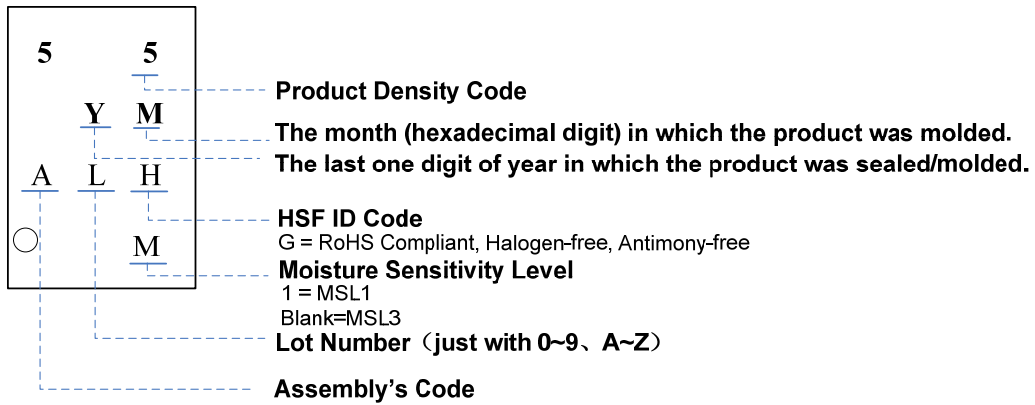 5 5
Product Density Code
Y M
The month (hexadecimal digit) in which the product was molded.
The last one digit of year in which the product was sealed/molded.
A L H
HSF ID Code
G = RoHS Compliant, Halogen-free, Antimony-free
M
Moisture Sensitivity Level
1 = MSL1
Blank=MSL3
Lot Number（just with 0~9、A~Z）
Assembly's Code